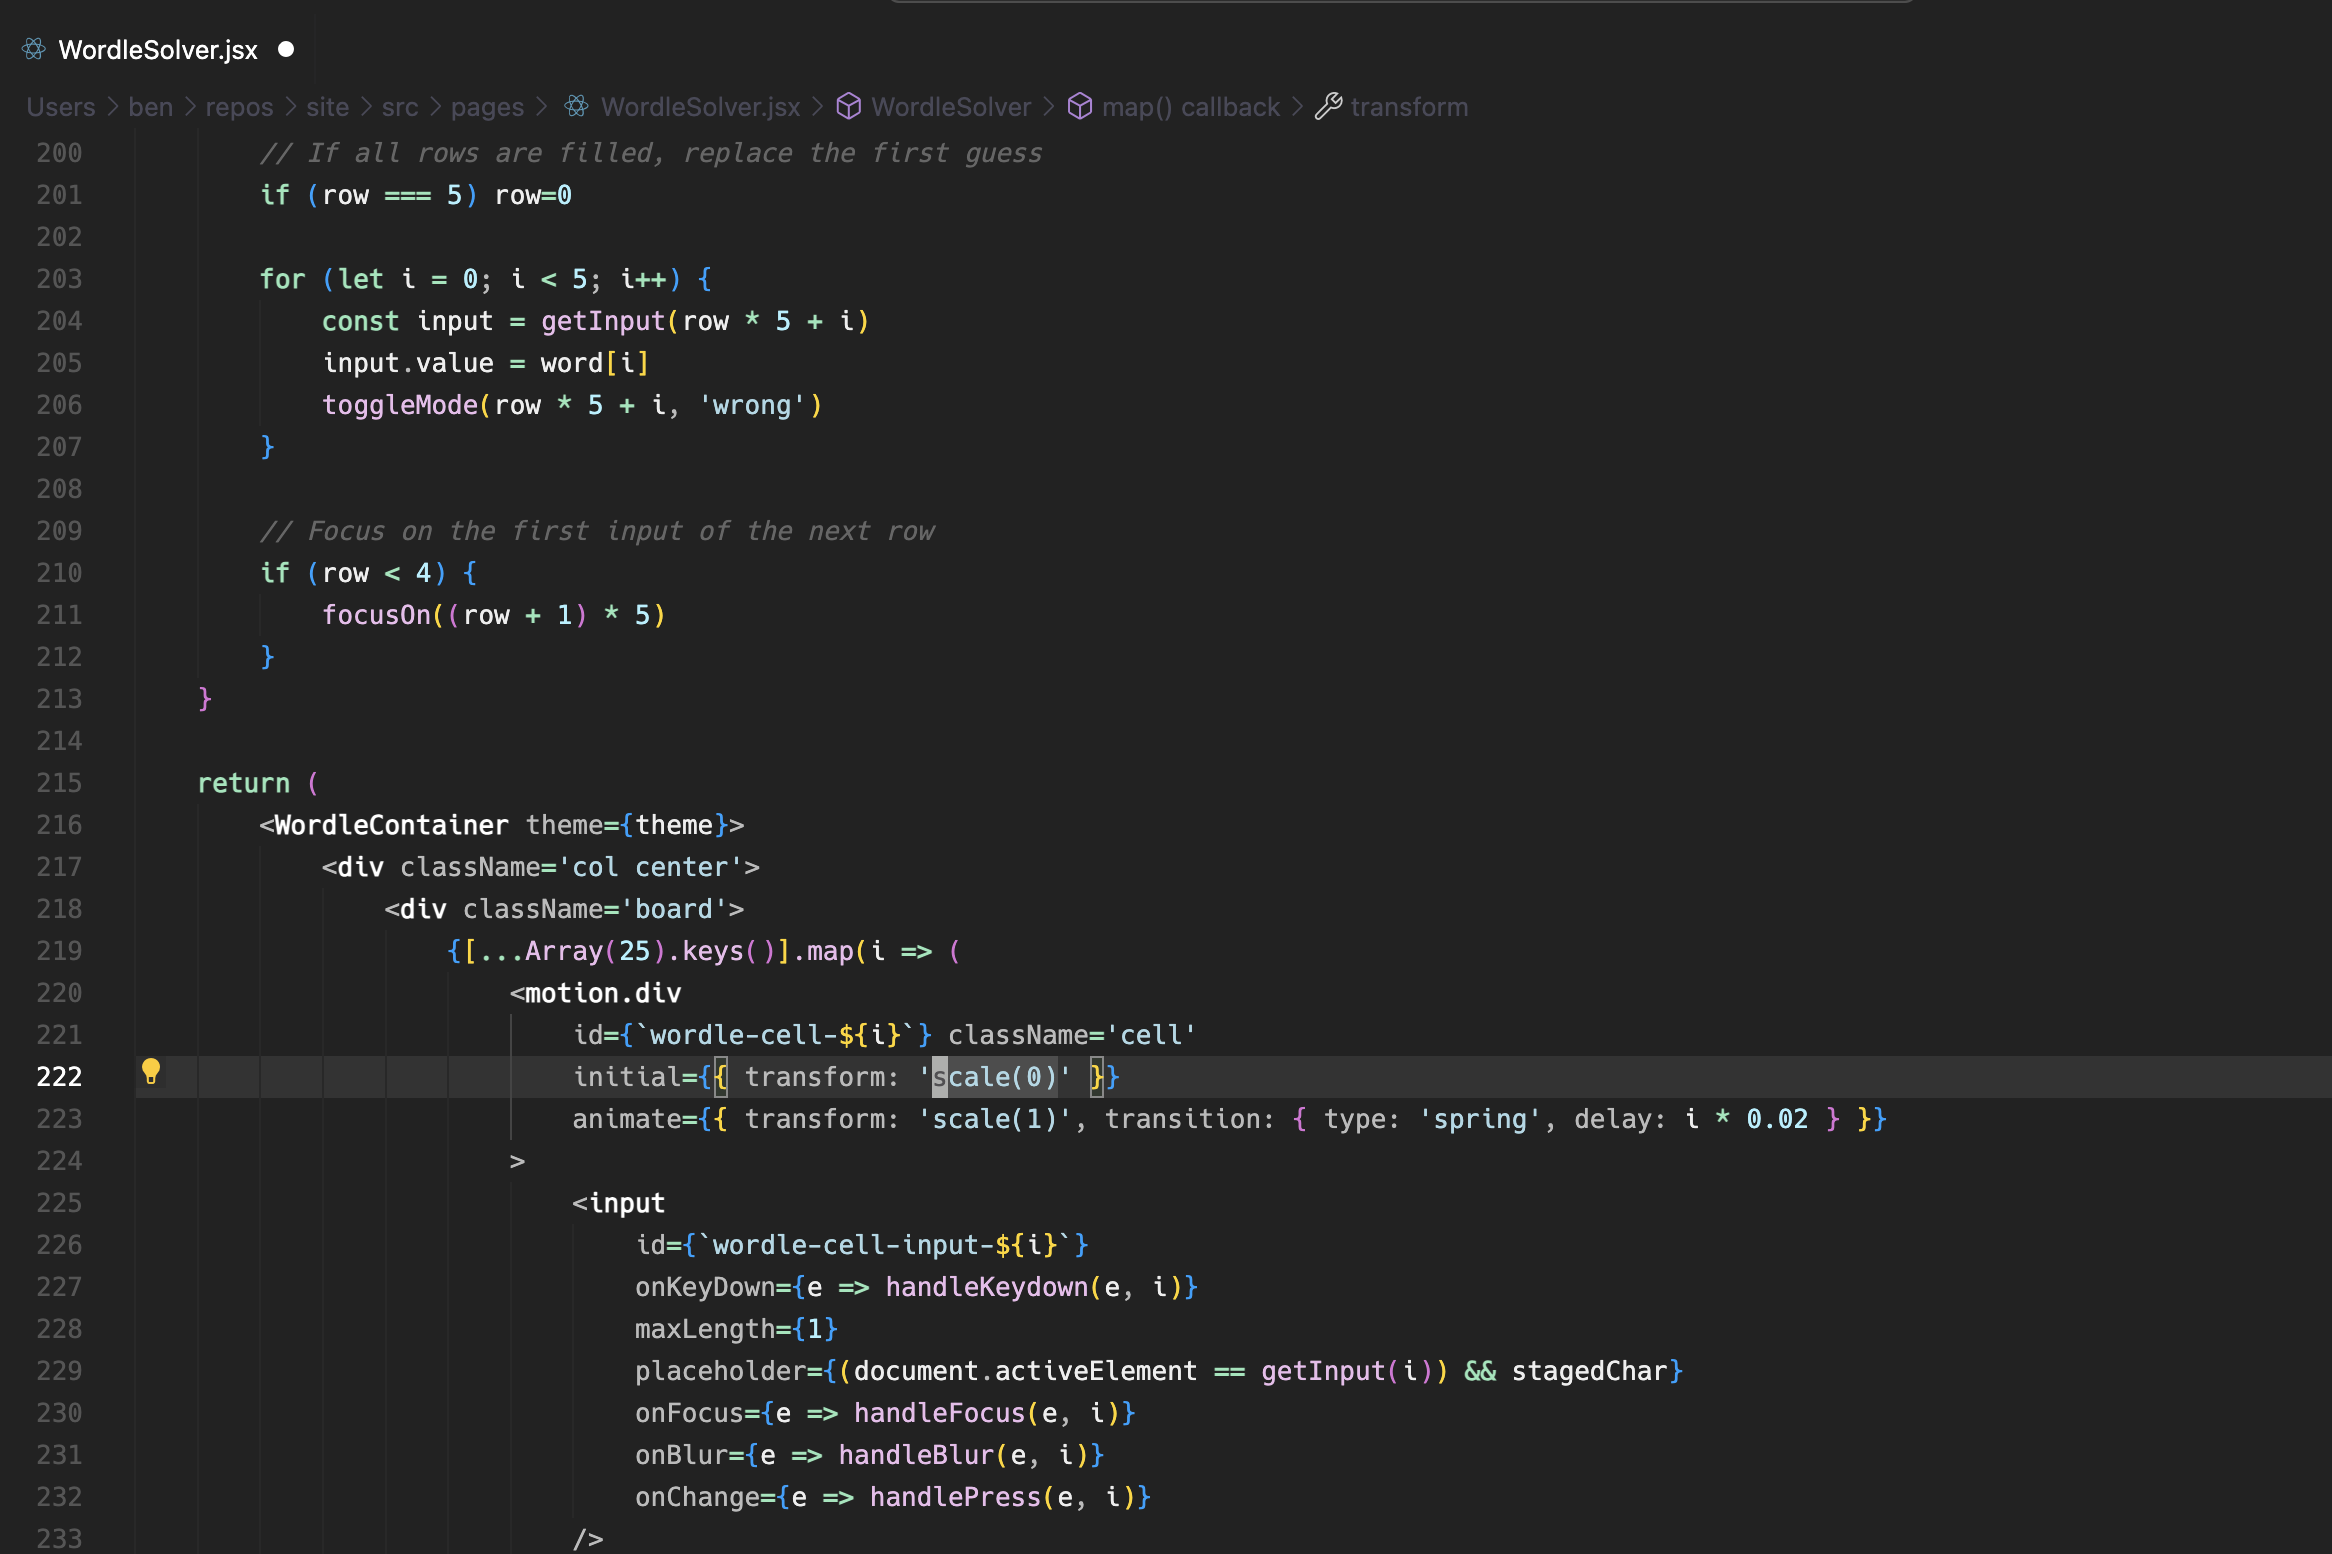 WordleSolver.jsx
Users > ben > repos > site > src > pages > WordleSolver.jsx > WordleSolver > map() callback > transform
200 // If all rows are filled, replace the first guess
201 if (row === 5) row=0
202
203 for (let i = 0; i < 5; i++) {
204 const input = getInput(row * 5 + i)
205 input.value = word[i]
206 toggleMode(row * 5 + i, 'wrong')
207 }
208
209 // Focus on the first input of the next row
210 if (row < 4) {
211 focusOn((row + 1) * 5)
212 }
213 }
214
215 return (
216 <WordleContainer theme={theme}>
217 <div className='col center'>
218 <div className='board'>
219 {[...Array(25).keys()].map(i => (
220 <motion.div
221 id={`wordle-cell-${i}`} className='cell'
222 initial={{ transform: 'scale(0)' }}
223 animate={{ transform: 'scale(1)', transition: { type: 'spring', delay: i * 0.02 } }}
224 >
225 <input
226 id={`wordle-cell-input-${i}`}
227 onKeyDown={e => handleKeydown(e, i)}
228 maxLength={1}
229 placeholder={(document.activeElement == getInput(i)) && stagedChar}
230 onFocus={e => handleFocus(e, i)}
231 onBlur={e => handleBlur(e, i)}
232 onChange={e => handlePress(e, i)}
233 />